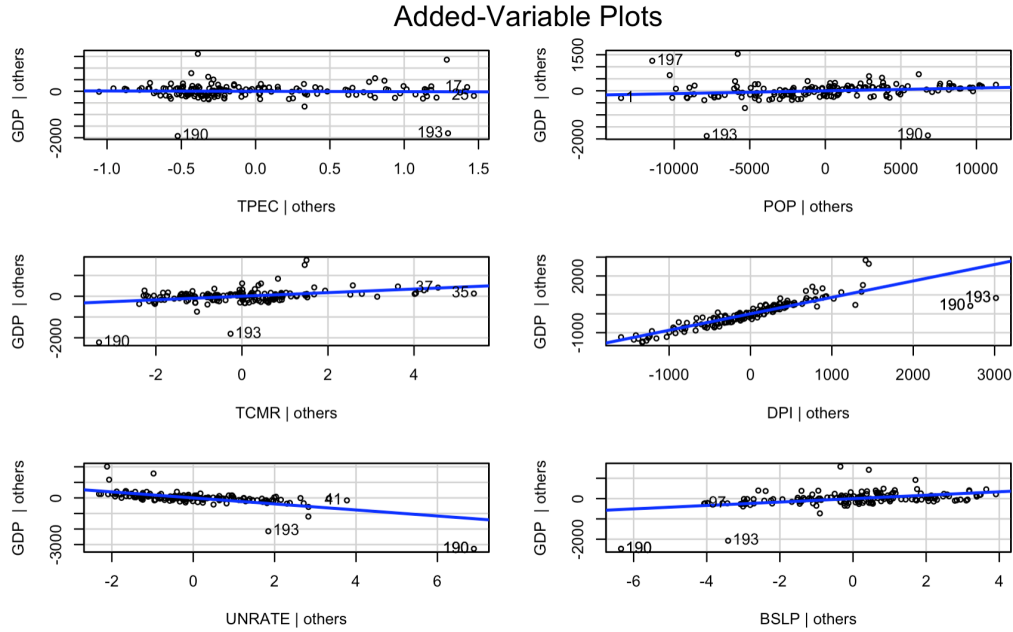 Added-Variable Plots
GDP | others
0
-2000
190
193
17
25
-1.0 -0.5 0.0 0.5 1.0 1.5
TPEC | others
GDP | others
1500
0
-2000
197
1
193
190
-10000 -5000 0 5000 10000
POP | others
GDP | others
0
-2000
190
193
37
35
-2 0 2 4
TCMR | others
GDP | others
2000
-1000
190
193
-1000 0 1000 2000 3000
DPI | others
GDP | others
0
-3000
41
193
190
-2 0 2 4 6
UNRATE | others
GDP | others
0
-2000
97
190
193
-6 -4 -2 0 2 4
BSLP | others